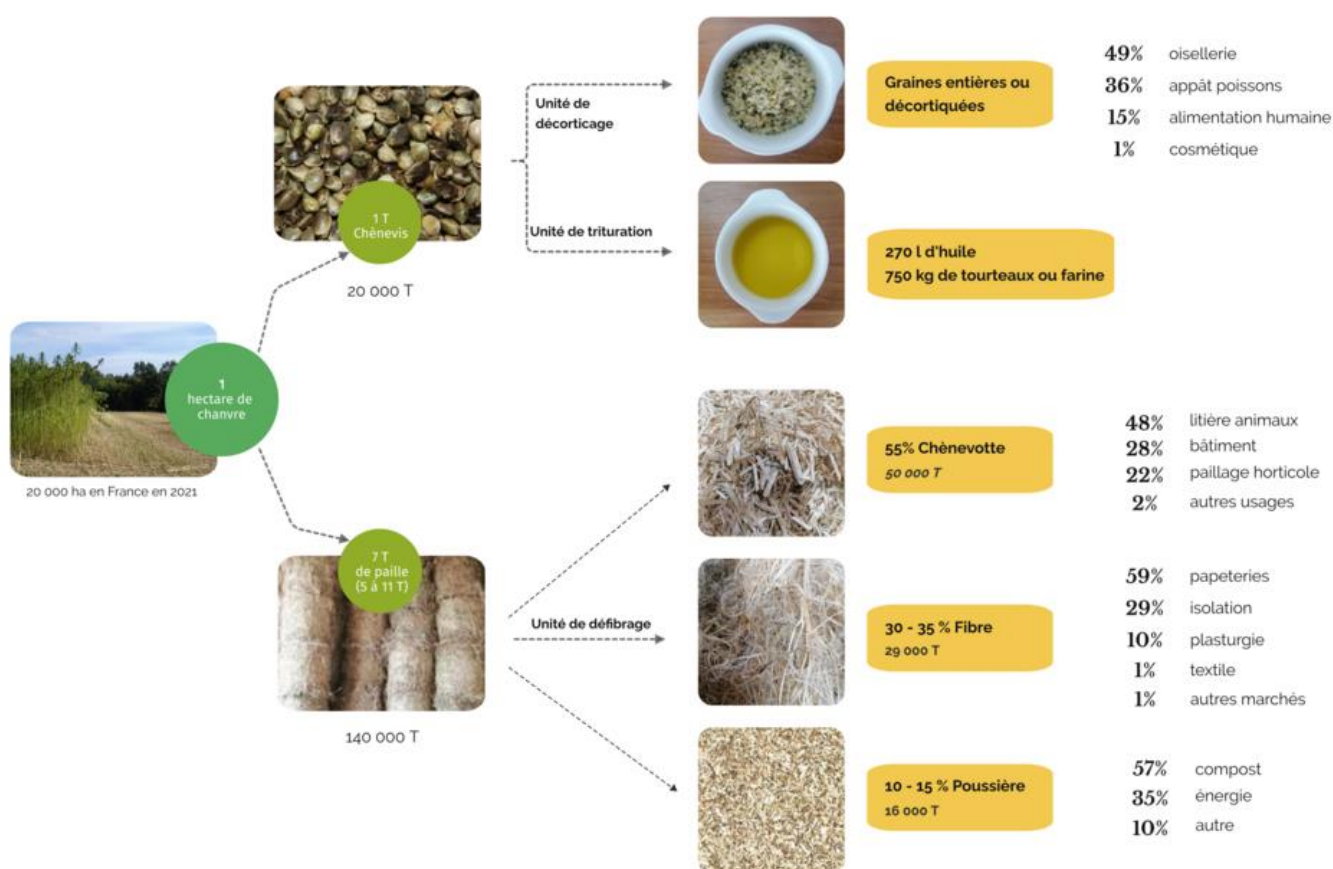 1
hectare de
chanvre
20 000 ha en France en 2021
1 T
Chènevis
20 000 T
Unité de
décorticage
Graines entières ou
décortiquées
49% oisellerie
36% appât poissons
15% alimentation humaine
1% cosmétique
Unité de trituration
270 l d'huile
750 kg de tourteaux ou farine
7 T
de paille
(5 à 11 T)
140 000 T
Unité de défibrage
55% Chènevotte
50 000 T
48% litière animaux
28% bâtiment
22% paillage horticole
2% autres usages
30 - 35 % Fibre
29 000 T
59% papeteries
29% isolation
10% plasturgie
1% textile
1% autres marchés
10 - 15 % Poussière
16 000 T
57% compost
35% énergie
10% autre